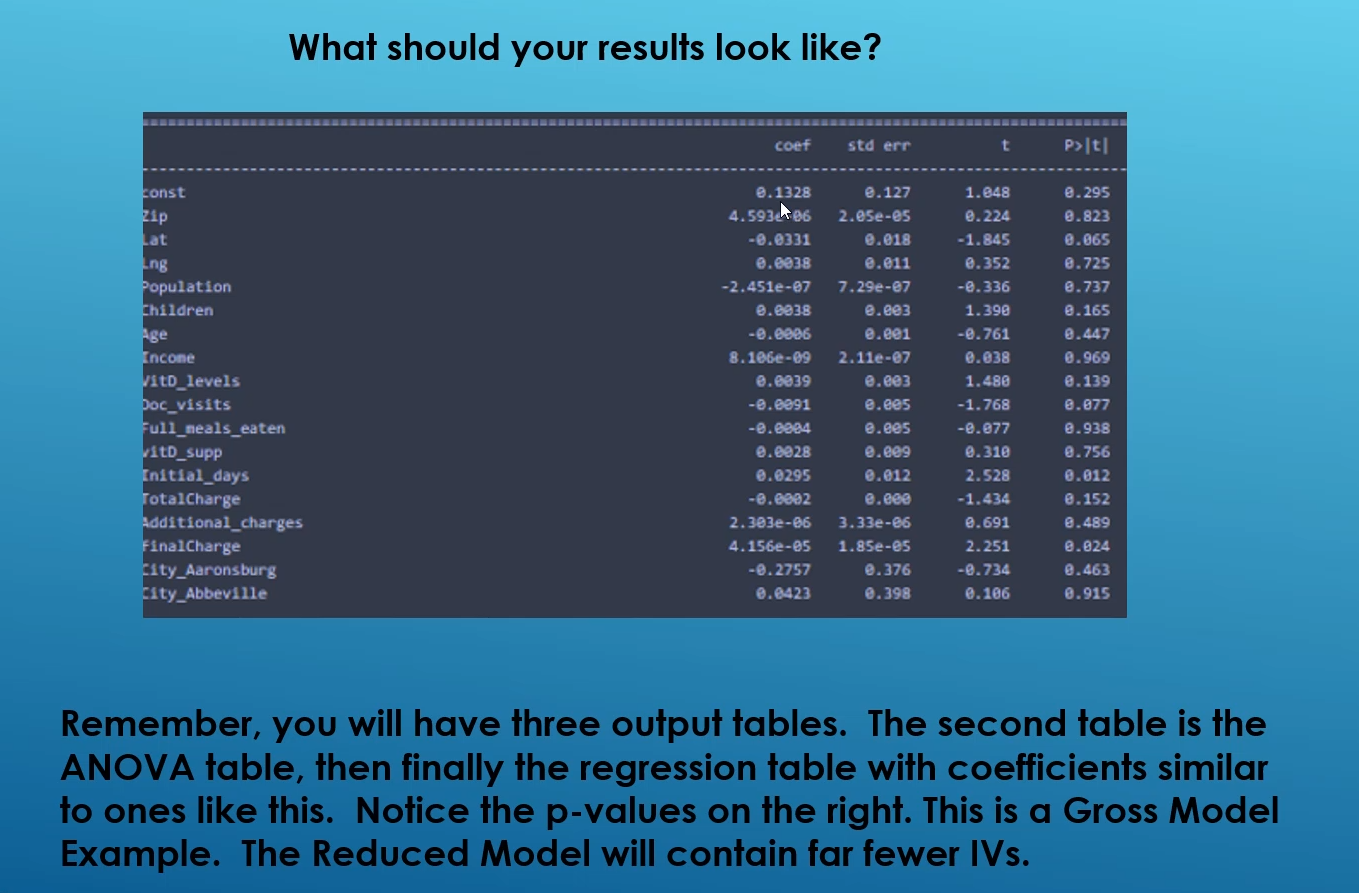 What should your results look like?
coef std err t P>|t|
const 0.1328 0.127 1.048 0.295
Zip 4.593e-06 2.05e-05 0.224 0.823
Lat -0.0331 0.018 -1.845 0.065
Lng 0.0038 0.011 0.352 0.725
Population -2.451e-07 7.29e-07 -0.336 0.737
Children 0.0038 0.003 1.390 0.165
Age -0.0006 0.001 -0.761 0.447
Income 8.106e-09 2.11e-07 0.038 0.969
VitD_levels 0.0039 0.003 1.480 0.139
Doc_visits -0.0091 0.005 -1.768 0.077
Full_meals_eaten -0.0004 0.005 -0.077 0.938
vitD_supp 0.0028 0.009 0.310 0.756
Initial_days 0.0295 0.012 2.528 0.012
TotalCharge -0.0002 0.000 -1.434 0.152
Additional_charges 2.303e-06 3.33e-06 0.691 0.489
FinalCharge 4.156e-05 1.85e-05 2.251 0.024
City_Aaronsburg -0.2757 0.376 -0.734 0.463
City_Abbeville 0.0423 0.398 0.106 0.915
Remember, you will have three output tables.  The second table is the
ANOVA table, then finally the regression table with coefficients similar
to ones like this.  Notice the p-values on the right. This is a Gross Model
Example.  The Reduced Model will contain far fewer IVs.